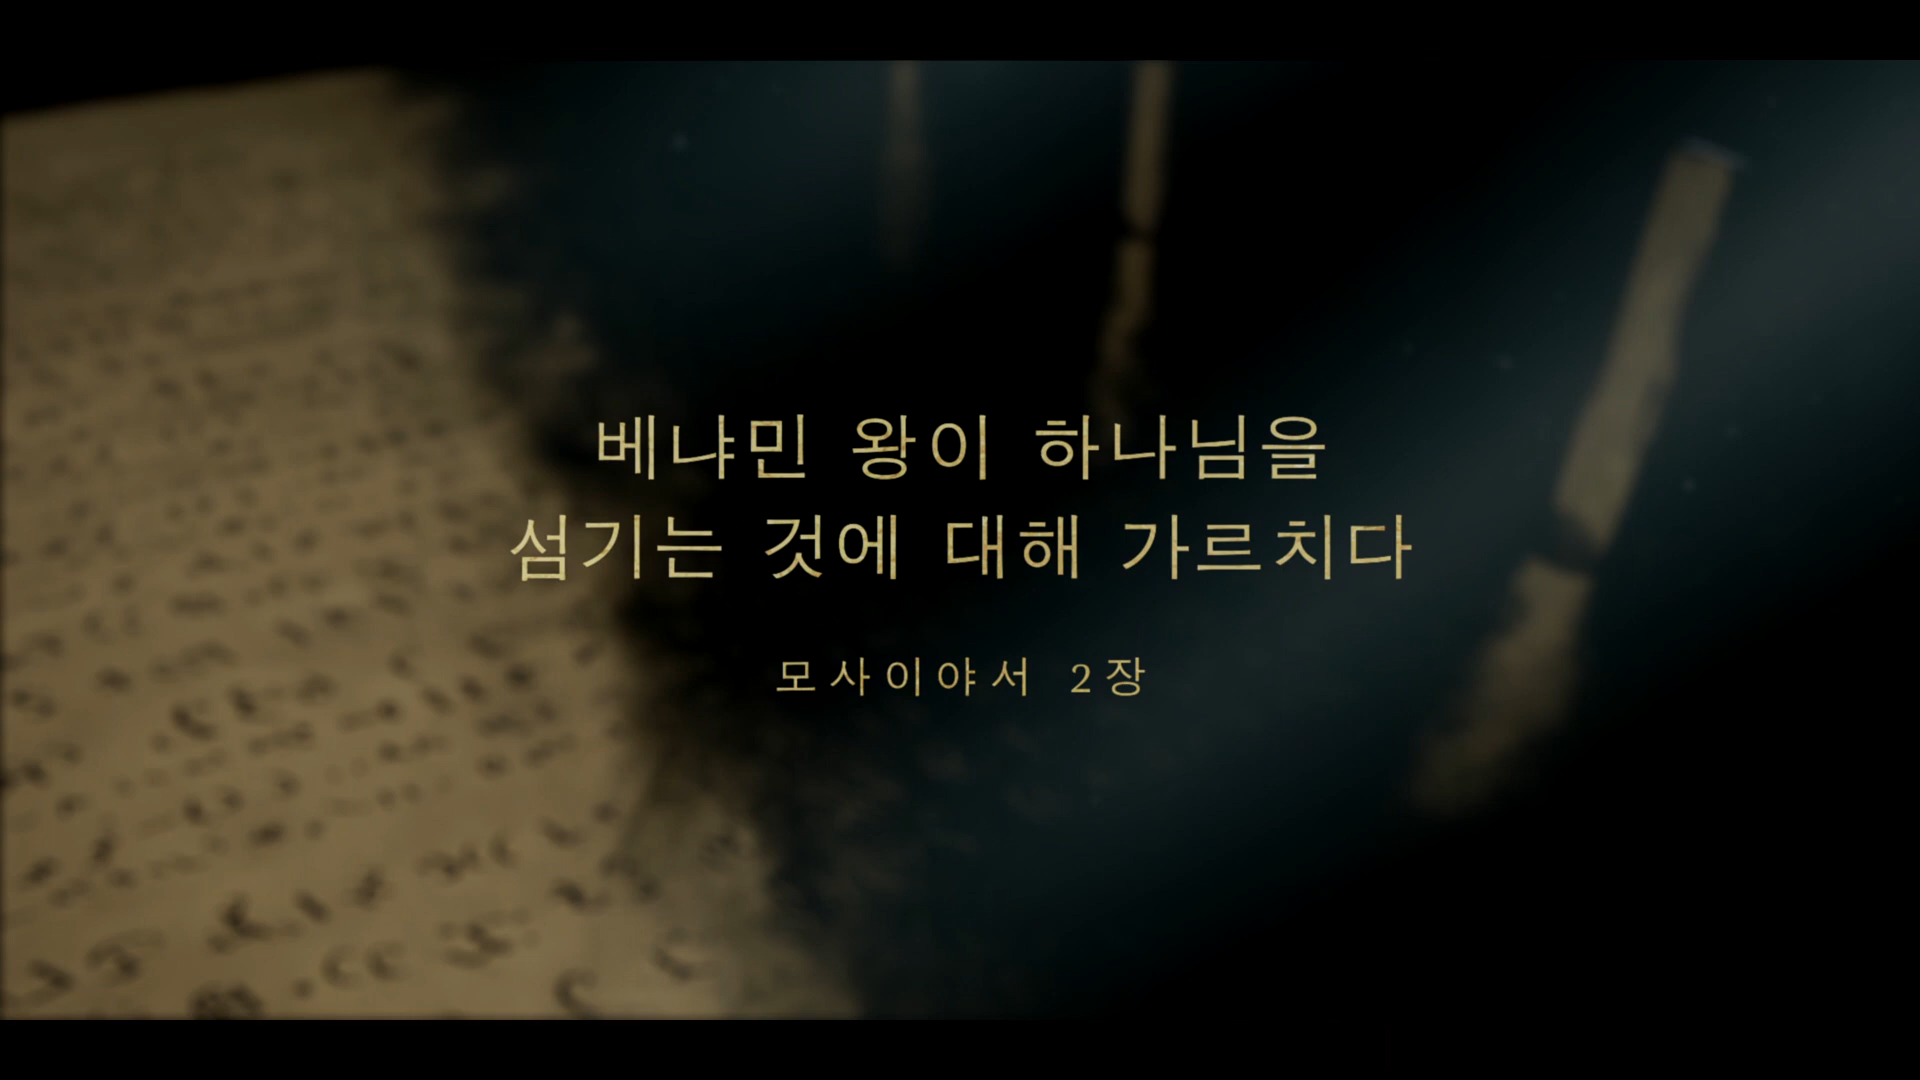 베냐민 왕이 하나님을
섬기는 것에 대해 가르치다
모사이야서 2장